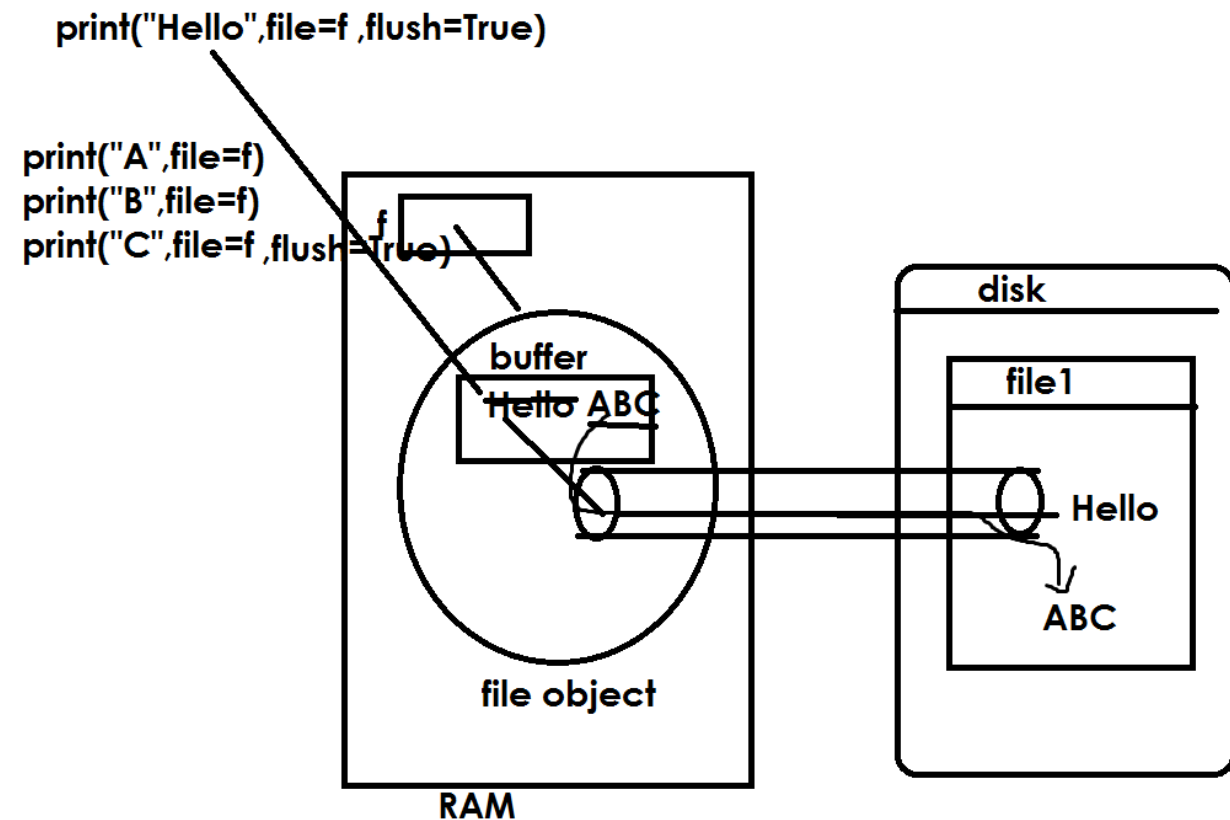 print("Hello",file=f ,flush=True)
print("A",file=f)
print("B",file=f)
print("C",file=f ,flush=True)
f
buffer
Hello ABC
file object
RAM
disk
file1
Hello
ABC